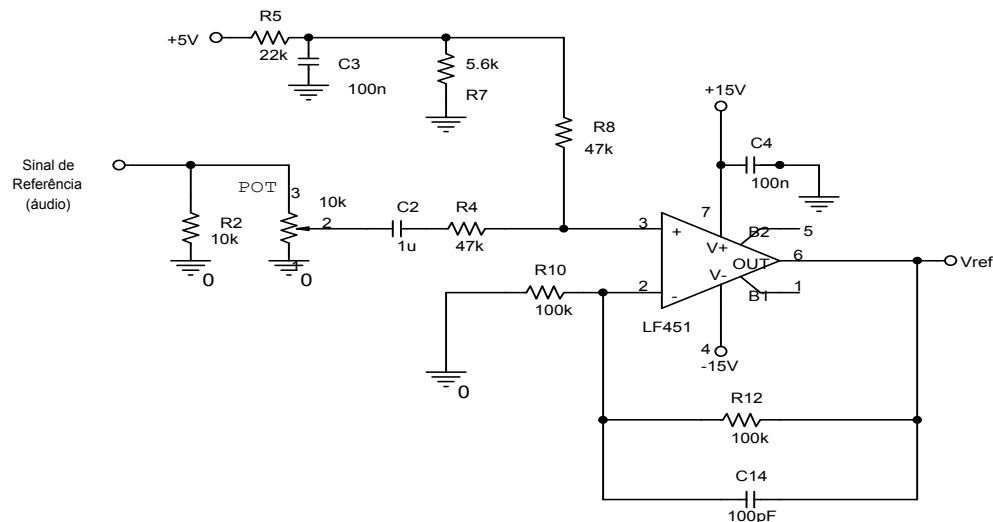 R5
+5V
22k
C3
100n
5.6k
R7
+15V
R8
47k
C4
100n
Sinal de
Referência
(áudio)
POT
3
10k
2
1
0
R2
10k
0
C2
1u
R4
47k
3
+
7
V+
B2
5
6
OUT
Vref
V-
B1
1
2
-
LF451
4
-15V
R10
100k
0
R12
100k
C14
100pF